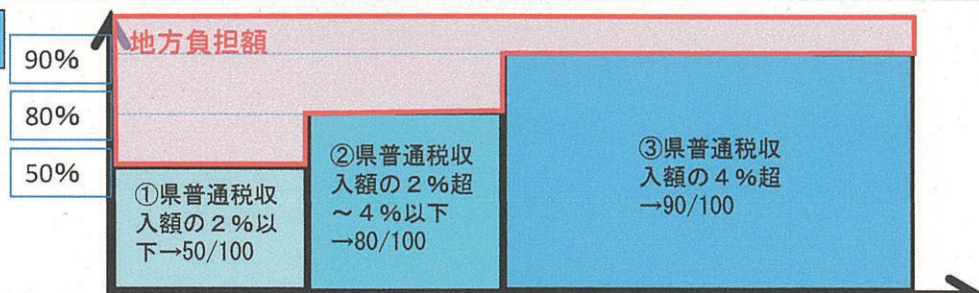 地方負担額
90%
80%
50%
①県普通税収
入額の2%以
下→50/100
②県普通税収
入額の2%超
~4%以下
→80/100
③県普通税収
入額の4%超
→90/100